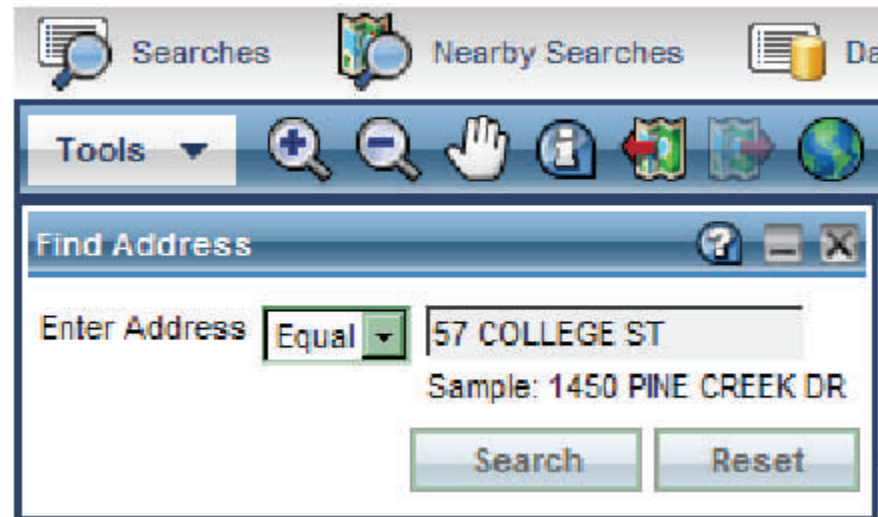 Searches Nearby Searches Da
Tools
Find Address
Enter Address Equal 57 COLLEGE ST
Sample: 1450 PINE CREEK DR
Search Reset